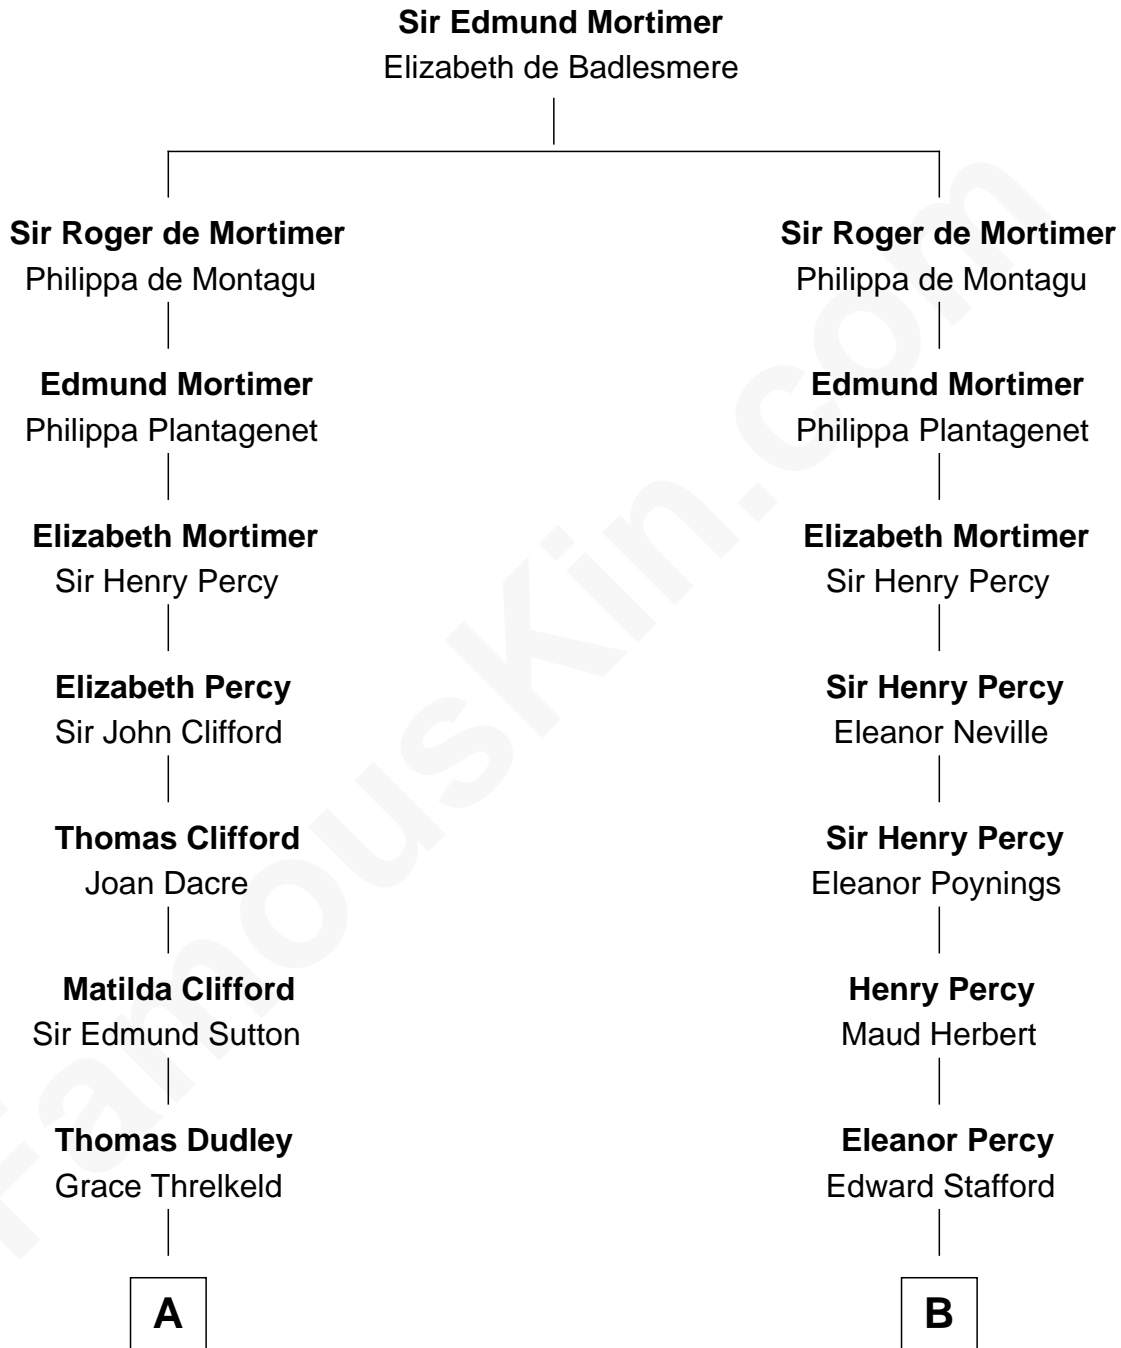 Sir Edmund Mortimer
Elizabeth de Badlesmere
Sir Roger de Mortimer
Philippa de Montagu
Sir Roger de Mortimer
Philippa de Montagu
Edmund Mortimer
Philippa Plantagenet
Edmund Mortimer
Philippa Plantagenet
Elizabeth Mortimer
Sir Henry Percy
Elizabeth Mortimer
Sir Henry Percy
Elizabeth Percy
Sir John Clifford
Sir Henry Percy
Eleanor Neville
Thomas Clifford
Joan Dacre
Sir Henry Percy
Eleanor Poynings
Matilda Clifford
Sir Edmund Sutton
Henry Percy
Maud Herbert
Thomas Dudley
Grace Threlkeld
Eleanor Percy
Edward Stafford
A
B
FamousKin.com